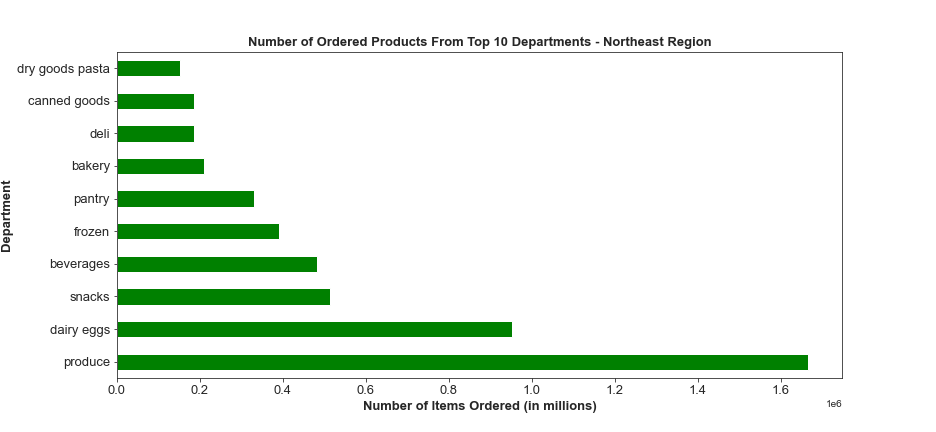 Number of Ordered Products From Top 10 Departments - Northeast Region
Department
dry goods pasta
canned goods
deli
bakery
pantry
frozen
beverages
snacks
dairy eggs
produce
0.0 0.2 0.4 0.6 0.8 1.0 1.2 1.4 1.6
1e6
Number of Items Ordered (in millions)